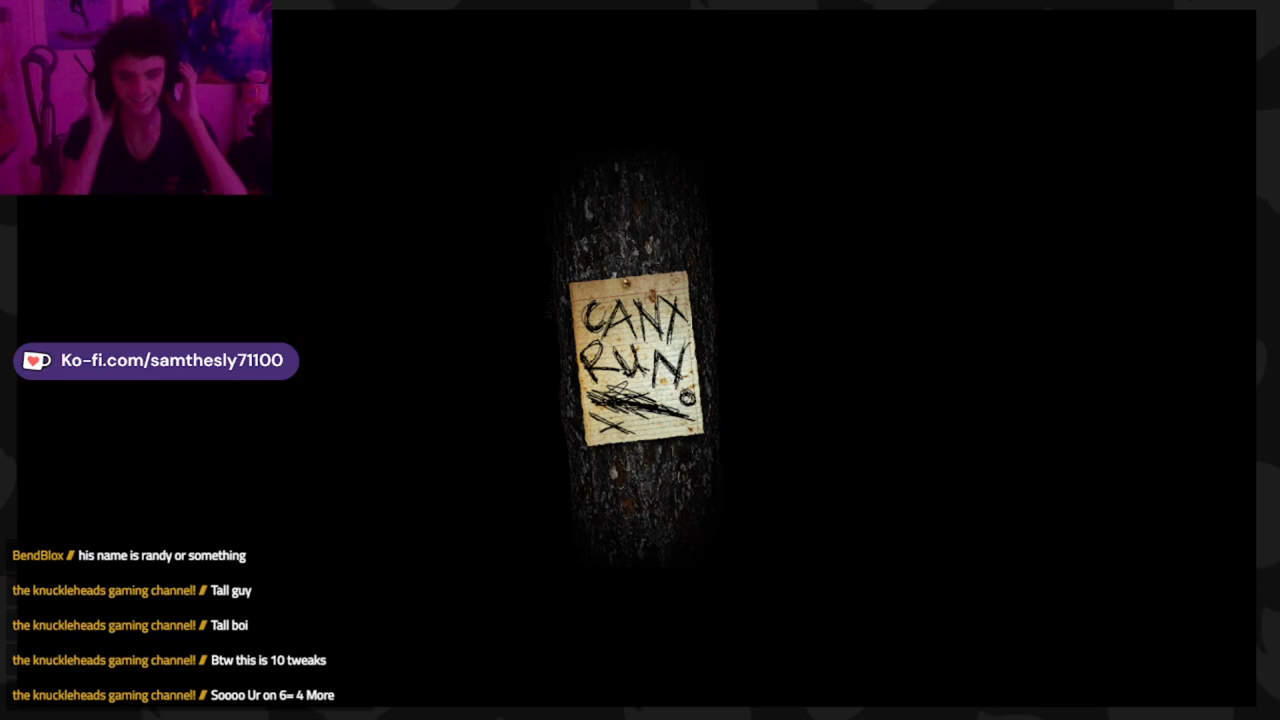 CAN'T
RUN
X
Ko-fi.com/samthesly71100
BendBlox // his name is randy or something
the knuckleheads gaming channel! // Tall guy
the knuckleheads gaming channel! // Tall boi
the knuckleheads gaming channel! // Btw this is 10 tweaks
the knuckleheads gaming channel! // Soooo Ur on 6= 4 More